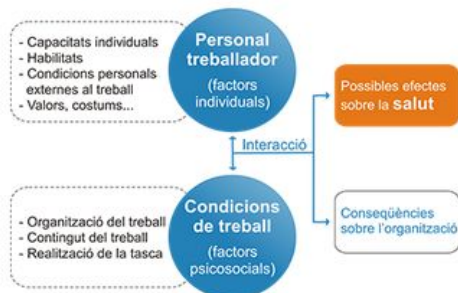 - Capacitats individuals
- Habilitats
- Condicions personals
externes al treball
- Valors, costums...
Personal
treballador
(factors
individuals)
Possibles efectes
sobre la salut
Interacció
- Organització del treball
- Contingut del treball
- Realització de la tasca
Condicions
de treball
(factors
psicosocials)
Conseqüències
sobre l'organització